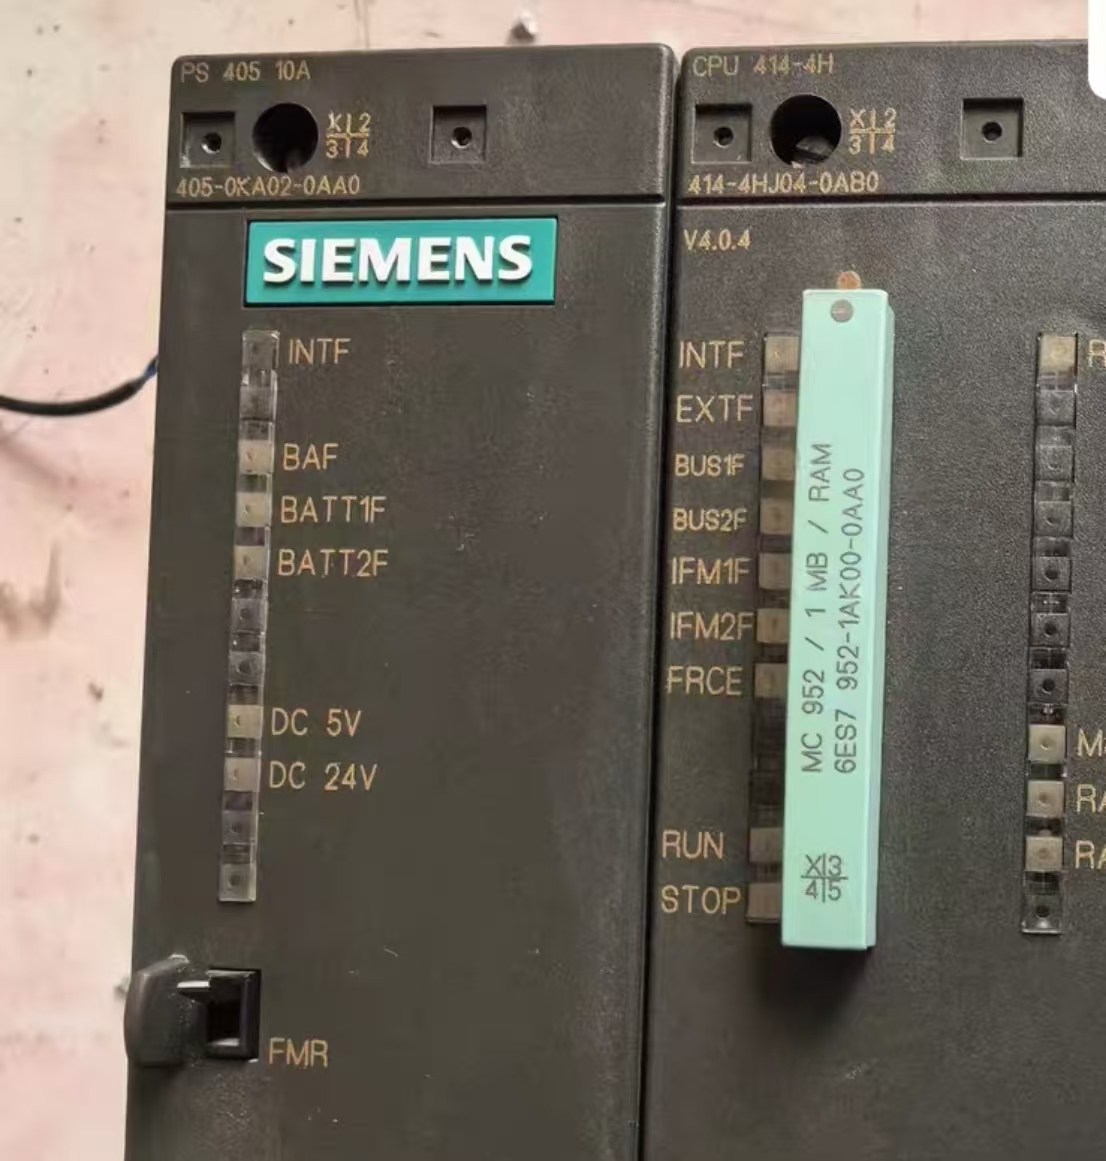 PS 405 10A
X 2
3 4
405-0KA02-0AA0
SIEMENS
INTF
BAF
BATT1F
BATT2F
DC 5V
DC 24V
FMR
CPU 414-4H
X 2
3 4
414-4HJ04-0AB0
V4.0.4
INTF
EXTF
BUS1F
BUS2F
IFM1F
IFM2F
FRCE
RUN
STOP
MC 952 / 1 MB / RAM
6ES7 952-1AK00-0AA0
X 3
4 5
R
M
RA
RA